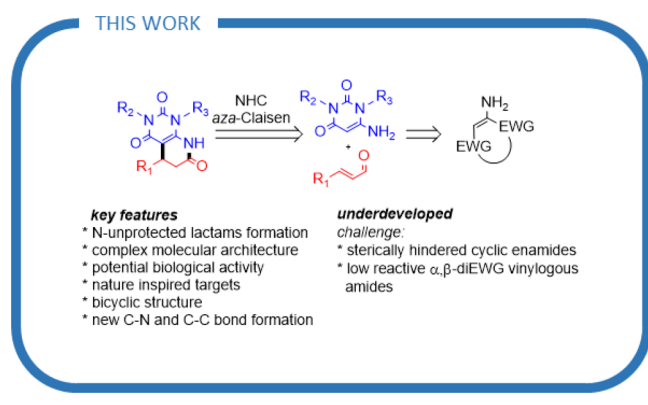 THIS WORK
R2 N N R3 O
O NH
R1 O
NHC
aza-Claisen
R2 N N R3 O
O NH2
+
R1 O
NH2
EWG
EWG
key features
* N-unprotected lactams formation
* complex molecular architecture
* potential biological activity
* nature inspired targets
* bicyclic structure
* new C-N and C-C bond formation
underdeveloped
challenge:
* sterically hindered cyclic enamides
* low reactive α,β-diEWG vinylogous
amides